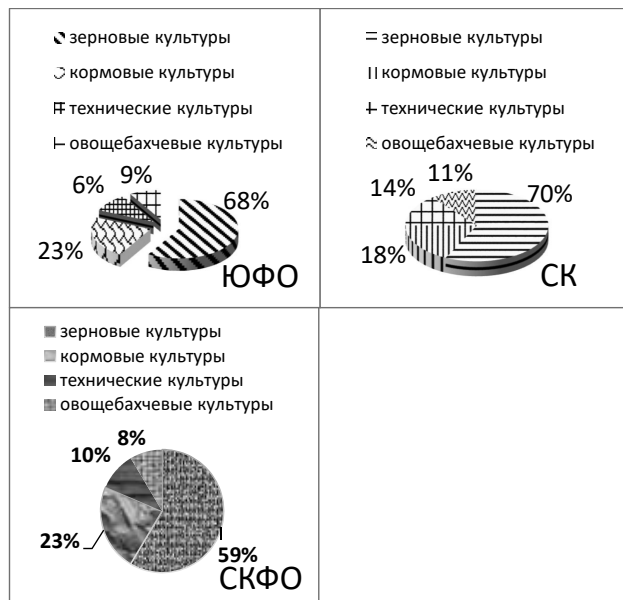 зерновые культуры
кормовые культуры
технические культуры
овощебахчевые культуры
9%
6%
68%
23%
ЮФО
зерновые культуры
кормовые культуры
технические культуры
овощебахчевые культуры
11%
14%
70%
18%
СК
зерновые культуры
кормовые культуры
технические культуры
овощебахчевые культуры
8%
10%
23%
59%
СКФО